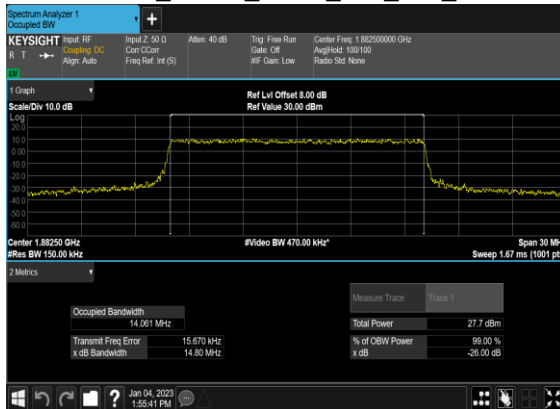 Spectrum Analyzer 1
Occupied BW
KEYSIGHT
R T
Input: RF
Coupling: DC
Align: Auto
Input Z: 50 Ω
Corr CCorr
Freq Ref: Int (S)
Atten: 40 dB
Trig: Free Run
Gate: Off
#IF Gain: Low
Center Freq: 1.882500000 GHz
Avg|Hold: 100/100
Radio Std: None
1 Graph
Scale/Div 10.0 dB
Ref Lvl Offset 8.00 dB
Ref Value 30.00 dBm
Log
20.0
10.0
0.00
-10.0
-20.0
-30.0
-40.0
-50.0
-60.0
Center 1.88250 GHz
#Res BW 150.00 kHz
#Video BW 470.00 kHz*
Span 30 MH
Sweep 1.67 ms (1001 pt
2 Metrics
Measure Trace
Trace 1
Occupied Bandwidth
14.061 MHz
Total Power
27.7 dBm
Transmit Freq Error
15.670 kHz
% of OBW Power
99.00 %
x dB Bandwidth
14.80 MHz
x dB
-26.00 dB
?
Jan 04, 2023
1:55:41 PM